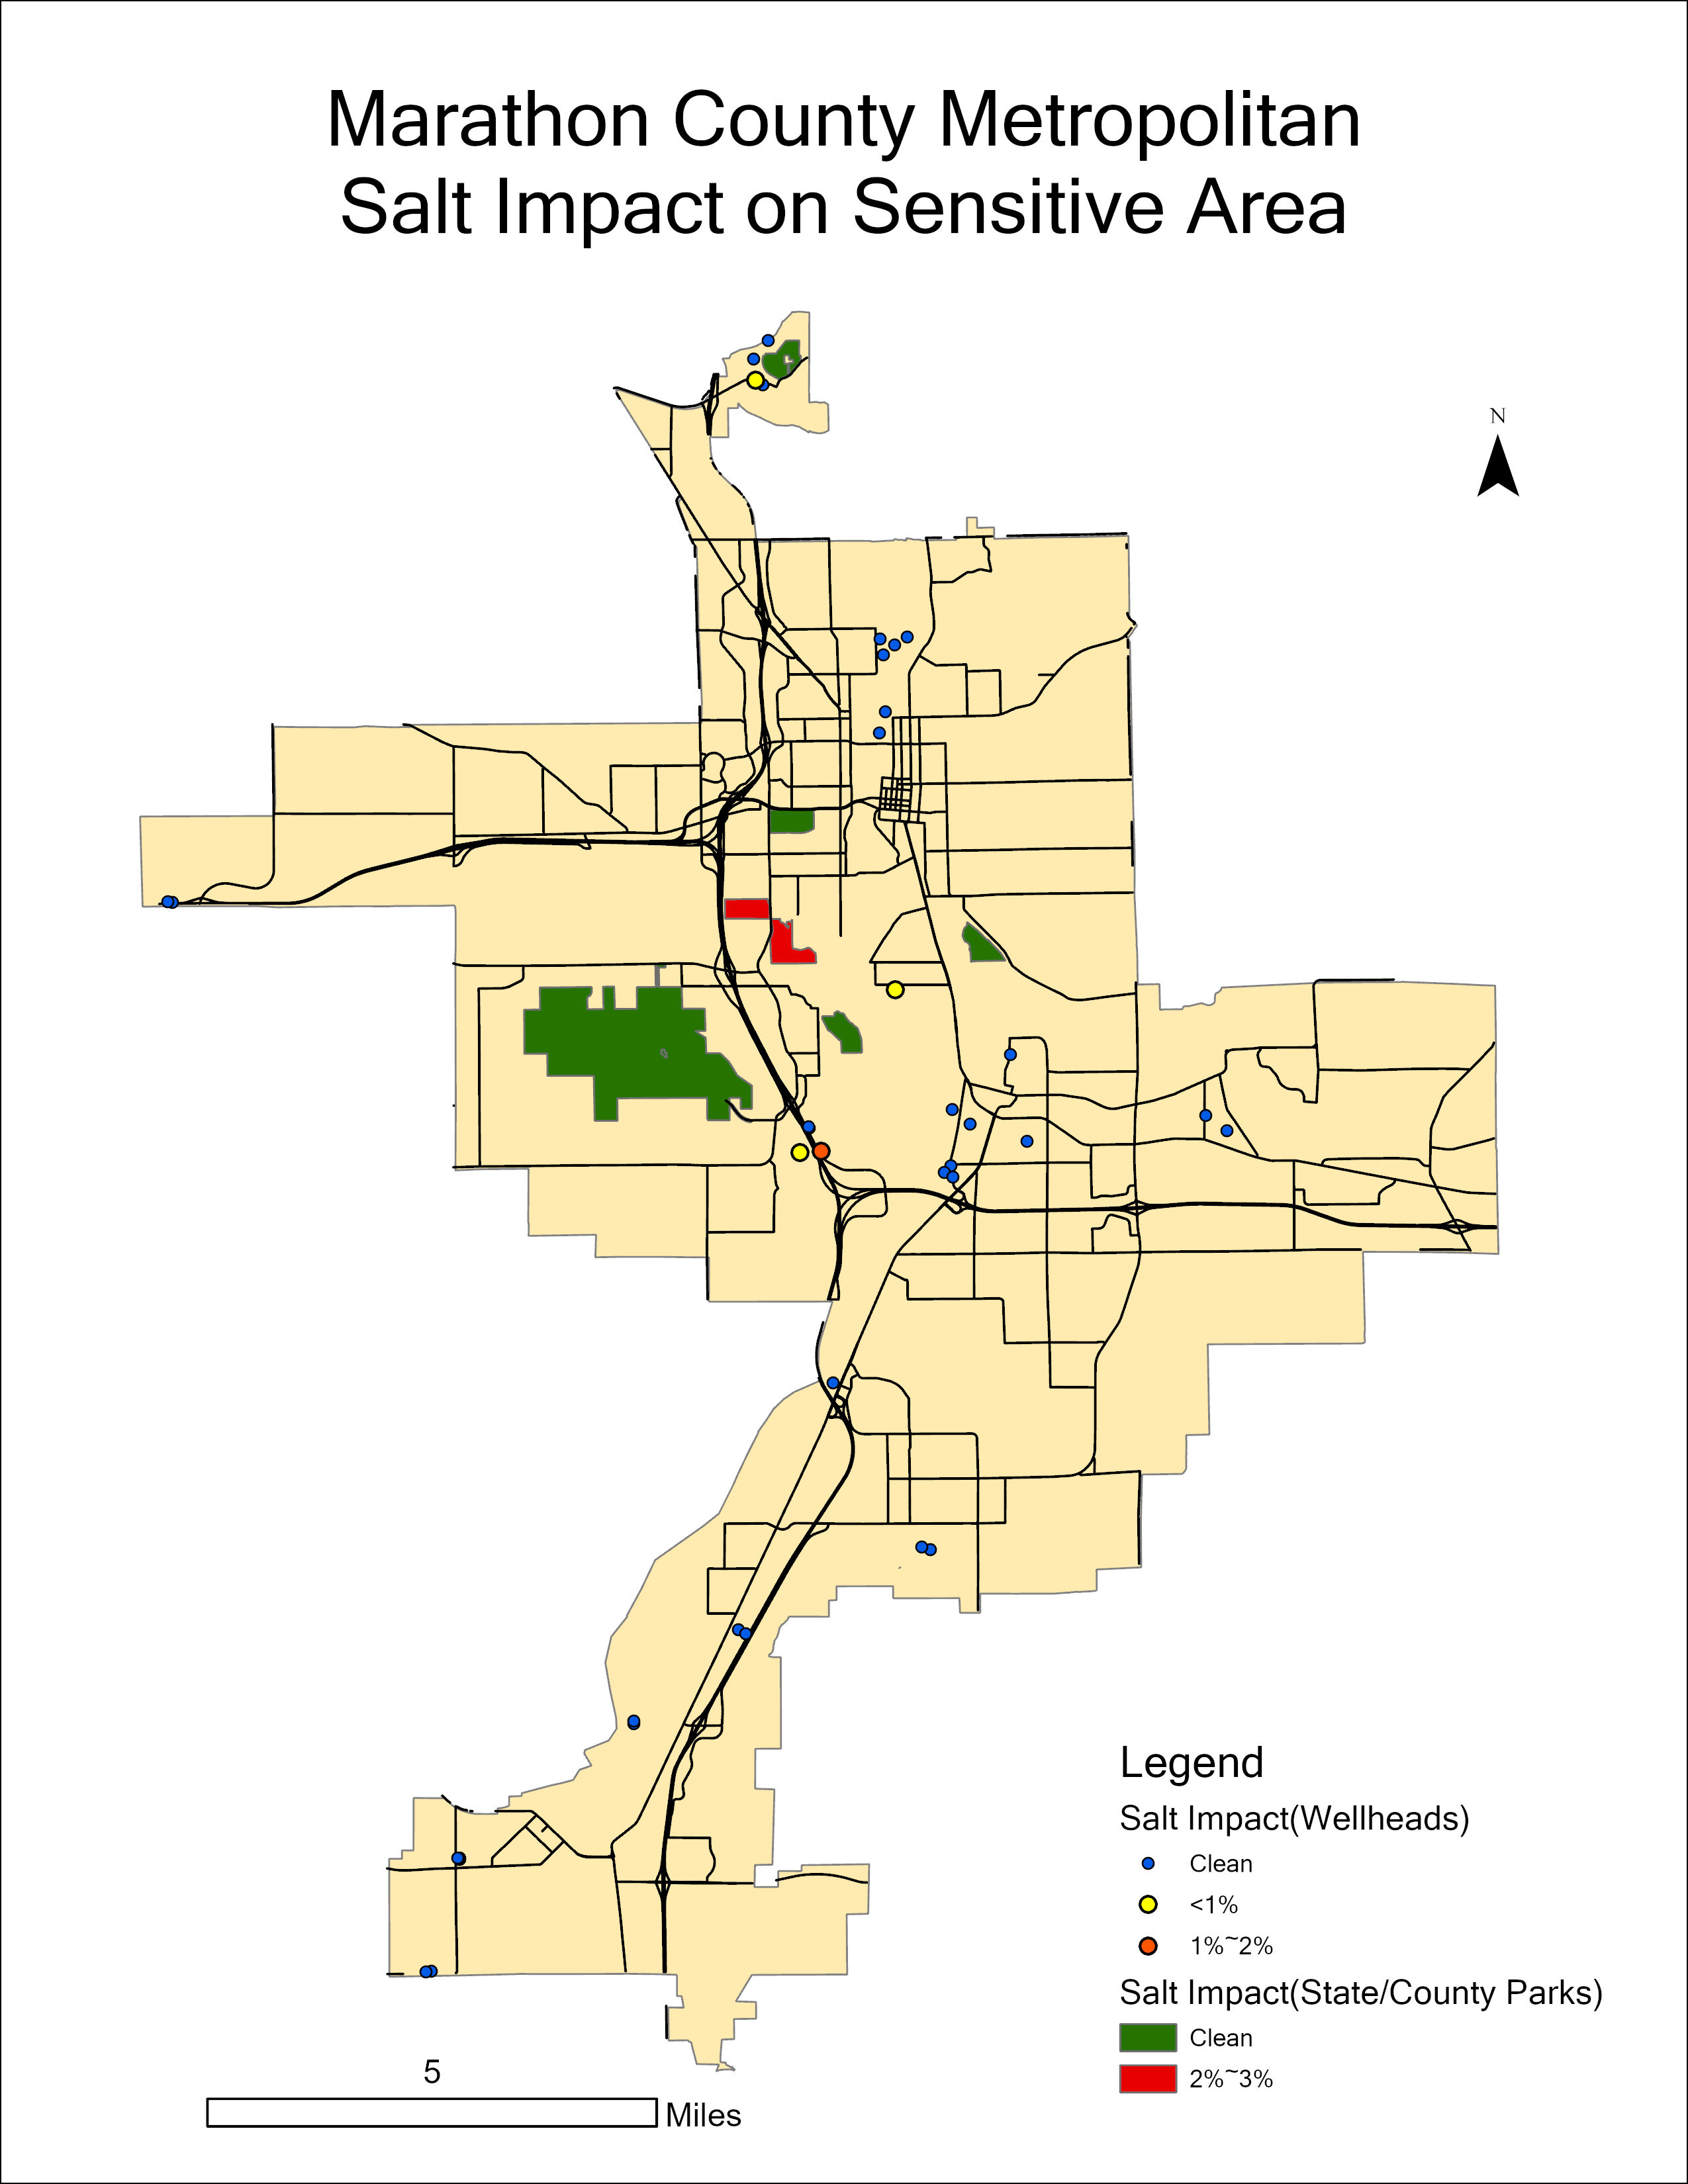 Marathon County Metropolitan
Salt Impact on Sensitive Area
N
Legend
Salt Impact(Wellheads)
Clean
<1%
1%~2%
Salt Impact(State/County Parks)
Clean
2%~3%
5
Miles